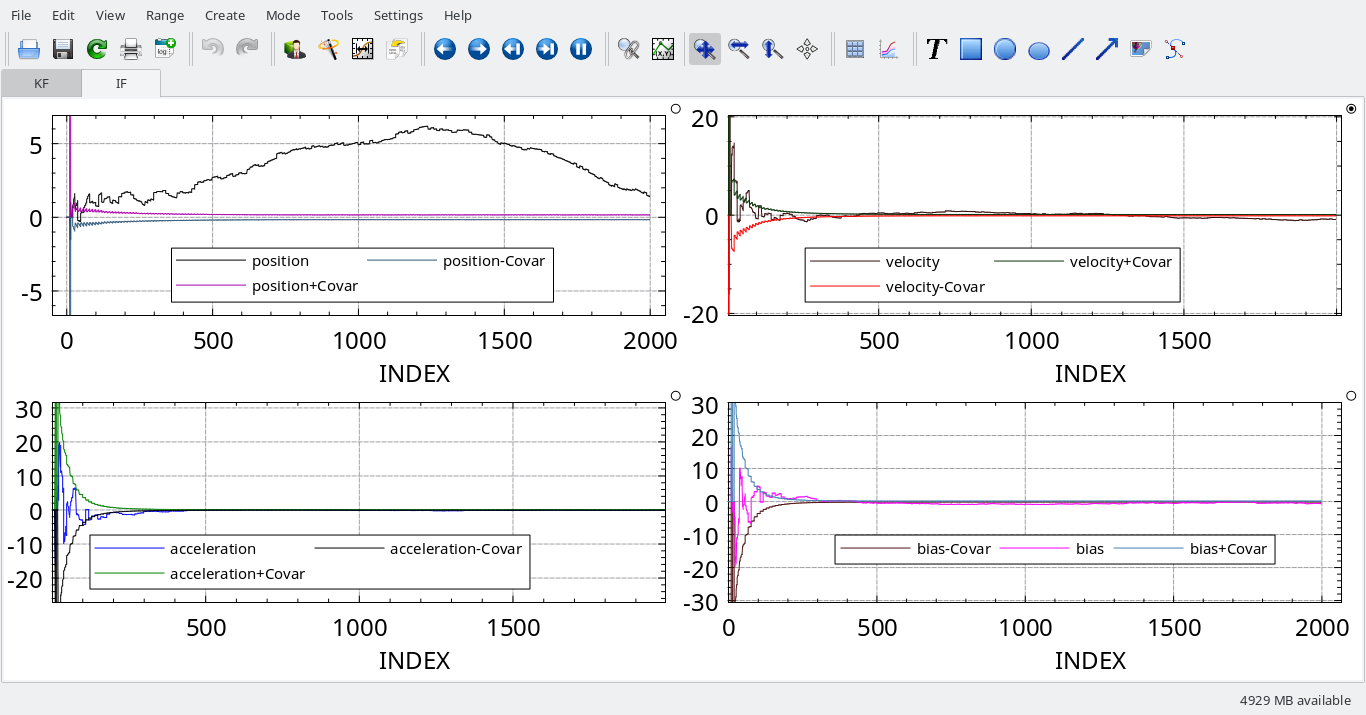 File Edit View Range Create Mode Tools Settings Help
log
(X,Y)
T
KF IF
5
0
-5
position position-Covar
position+Covar
0 500 1000 1500 2000
INDEX
20
0
-20
velocity velocity+Covar
velocity-Covar
500 1000 1500
INDEX
30
20
10
0
-10
-20
acceleration acceleration-Covar
acceleration+Covar
500 1000 1500
INDEX
30
20
10
0
-10
-20
-30
bias-Covar bias bias+Covar
0 500 1000 1500 2000
INDEX
4929 MB available